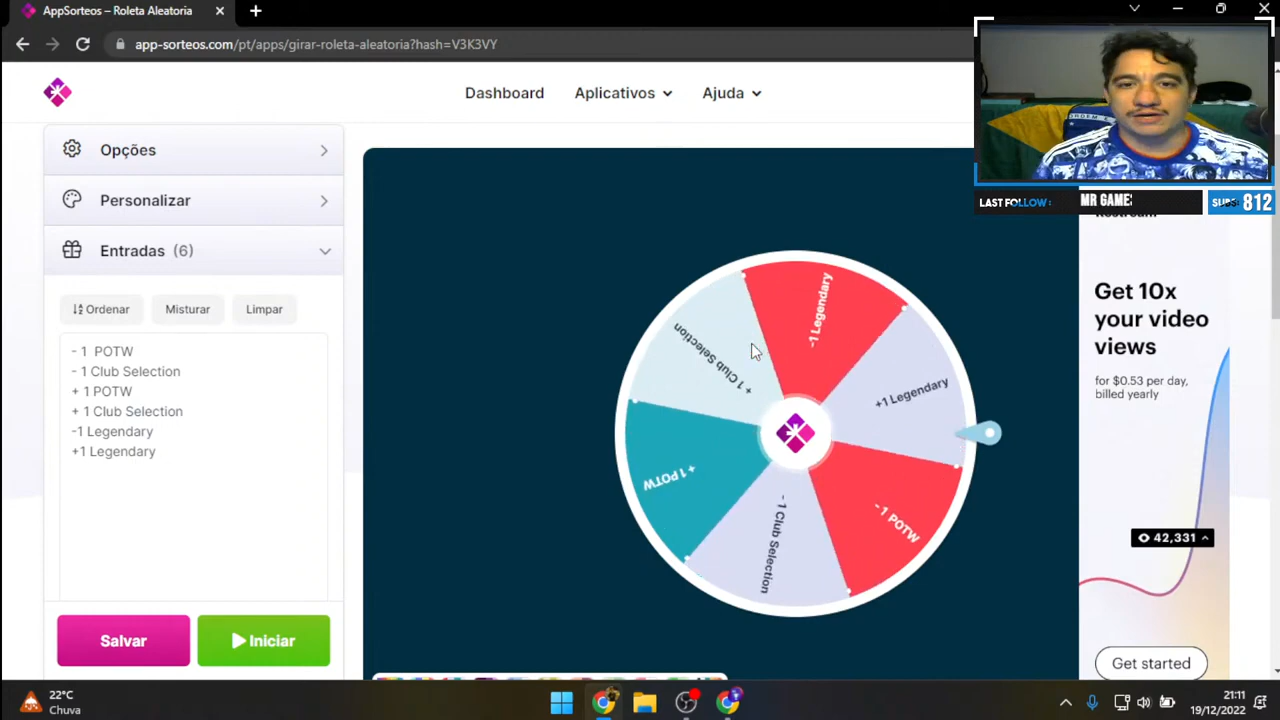 AppSorteos – Roleta Aleatoria
app-sorteos.com/pt/apps/girar-roleta-aleatoria?hash=V3K3VY
Dashboard
Aplicativos
Ajuda
LAST FOLLOW :
MR GAME
SUBS: 812
Opções
Personalizar
Entradas (6)
Ordenar
Misturar
Limpar
- 1 POTW
- 1 Club Selection
+ 1 POTW
+ 1 Club Selection
-1 Legendary
+1 Legendary
Salvar
Iniciar
-1 Legendary
+1 Legendary
- 1 POTW
- 1 Club Selection
+ 1 POTW
+ 1 Club Selection
Get 10x
your video
views
for $0.53 per day,
billed yearly
42,331
Get started
22°C
Chuva
21:11
19/12/2022